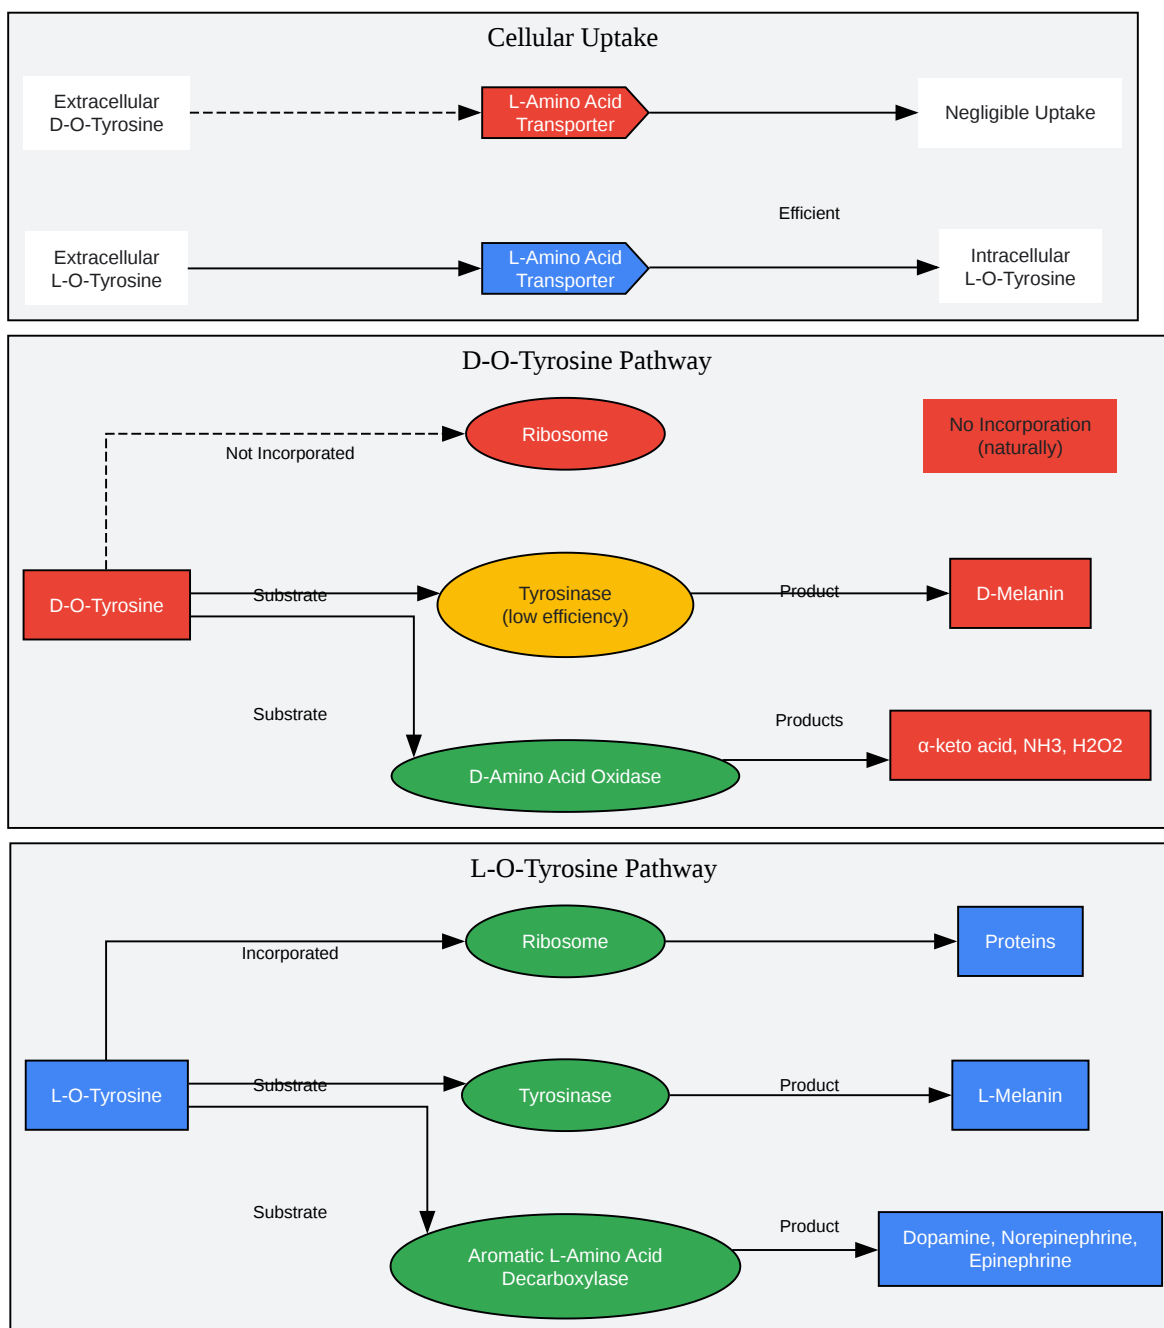 Cellular Uptake
Extracellular
D-O-Tyrosine
L-Amino Acid
Transporter
Negligible Uptake
Efficient
Extracellular
L-O-Tyrosine
L-Amino Acid
Transporter
Intracellular
L-O-Tyrosine
D-O-Tyrosine Pathway
Ribosome
No Incorporation
(naturally)
Not Incorporated
D-O-Tyrosine
Substrate
Tyrosinase
(low efficiency)
Product
D-Melanin
Substrate
Products
α-keto acid, NH3, H2O2
D-Amino Acid Oxidase
L-O-Tyrosine Pathway
Ribosome
Proteins
Incorporated
L-O-Tyrosine
Substrate
Tyrosinase
Product
L-Melanin
Substrate
Product
Aromatic L-Amino Acid
Decarboxylase
Dopamine, Norepinephrine,
Epinephrine